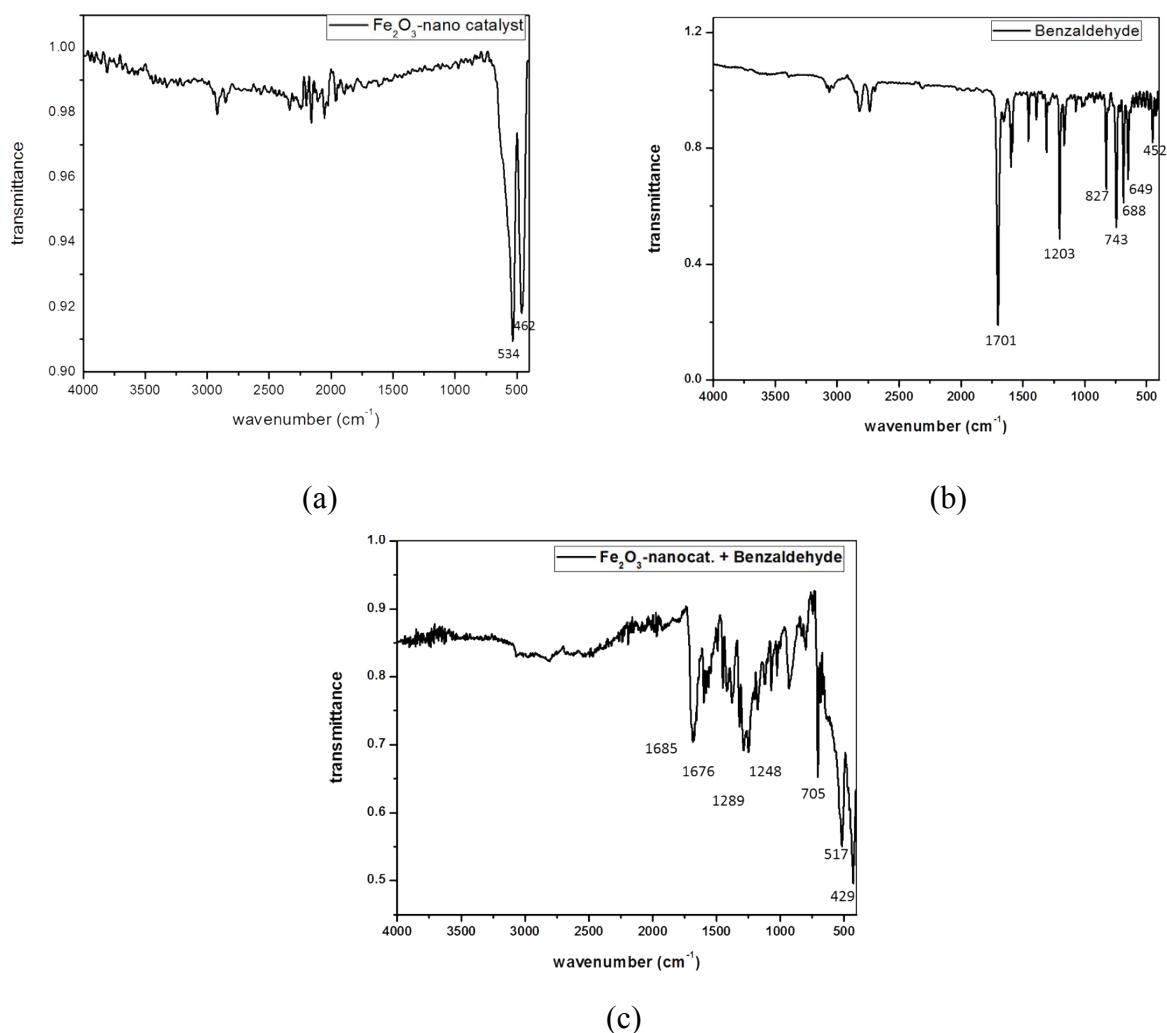 Fe₂O₃-nano catalyst
1.00
0.98
0.96
0.94
0.92
0.90
transmittance
534
462
4000 3500 3000 2500 2000 1500 1000 500
wavenumber (cm⁻¹)
(a)
Benzaldehyde
1.2
0.8
0.4
0.0
transmittance
1701
1203
827
743
688
649
452
4000 3500 3000 2500 2000 1500 1000 500
wavenumber (cm⁻¹)
(b)
Fe₂O₃-nanocat. + Benzaldehyde
1.0
0.9
0.8
0.7
0.6
0.5
transmittance
1685
1676
1289
1248
705
517
429
4000 3500 3000 2500 2000 1500 1000 500
wavenumber (cm⁻¹)
(c)